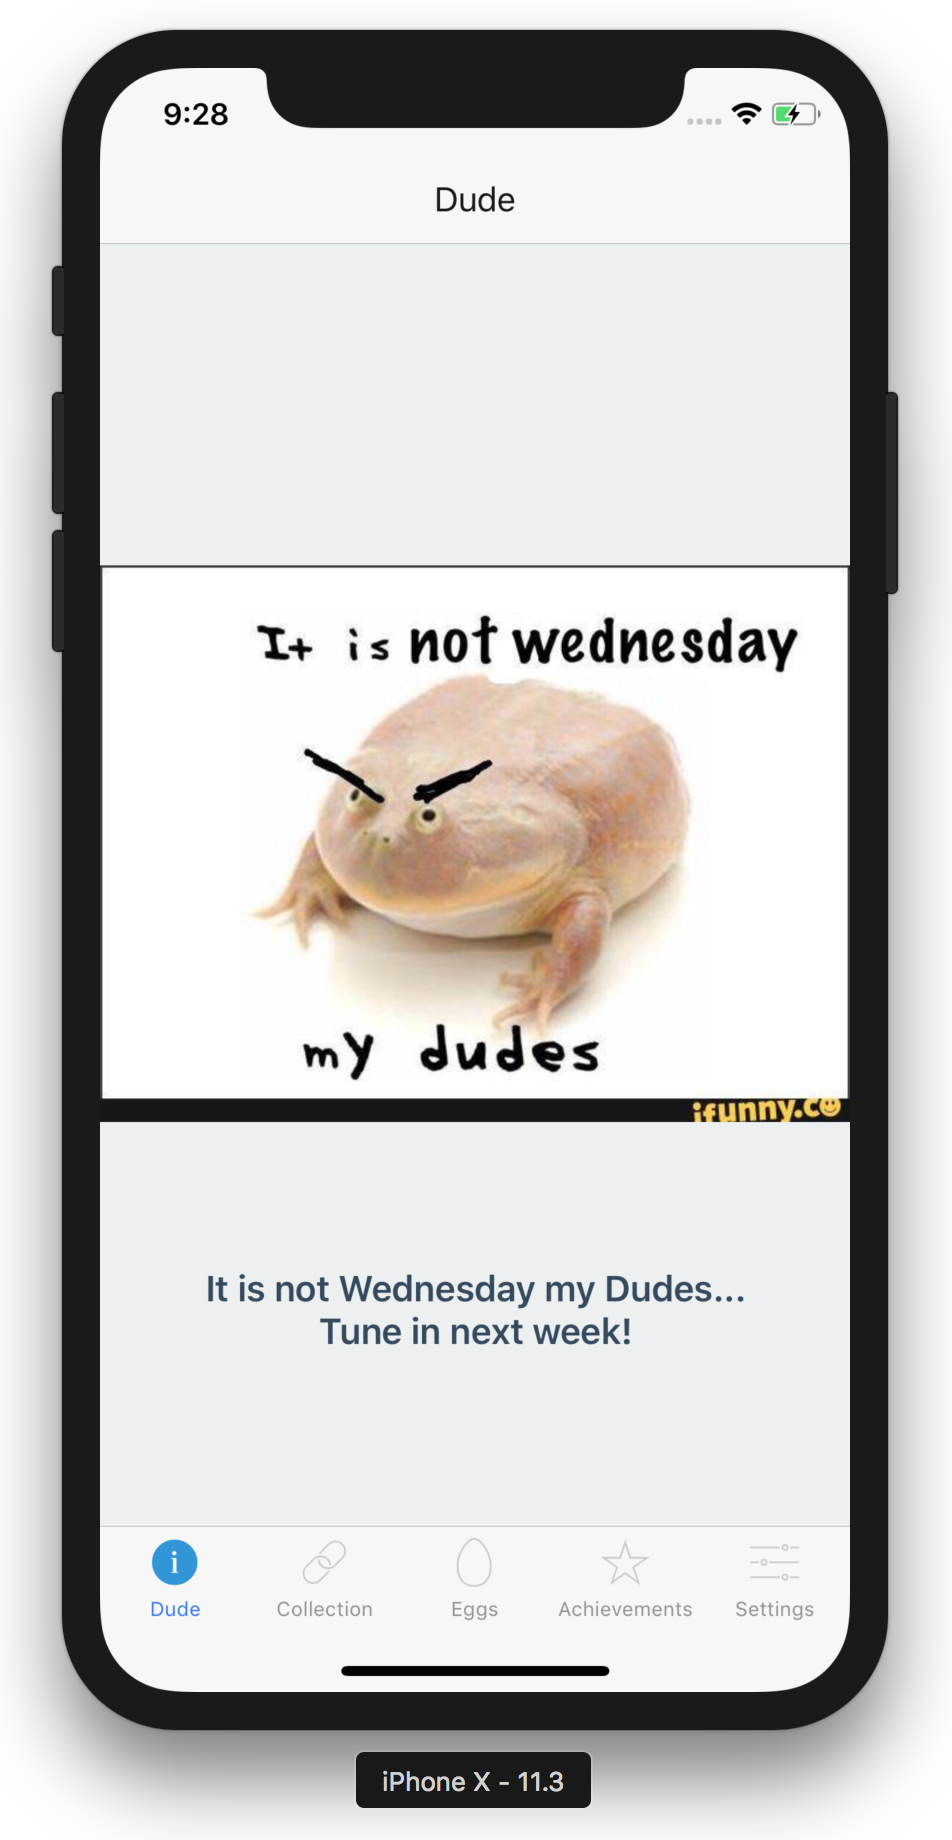 9:28
Dude
It is not wednesday
my dudes
ifunny.co
It is not Wednesday my Dudes...
Tune in next week!
Dude
Collection
Eggs
Achievements
Settings
iPhone X - 11.3